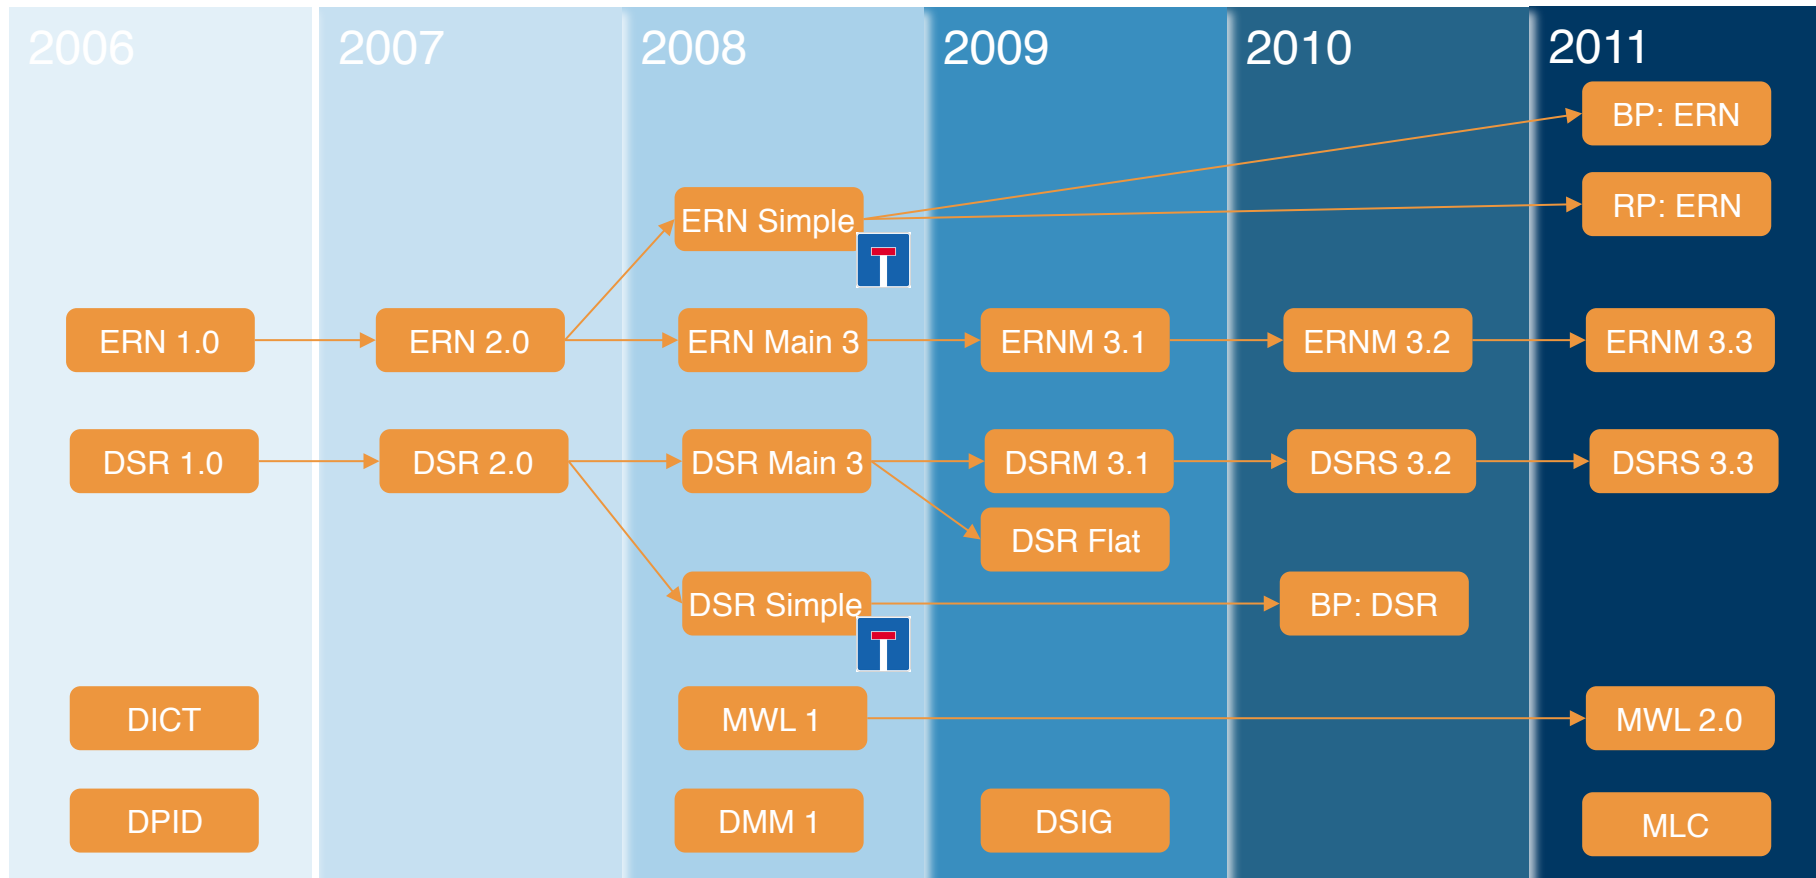 2006
2007
2008
2009
2010
2011
BP: ERN
ERN Simple
RP: ERN
ERN 1.0
ERN 2.0
ERN Main 3
ERNM 3.1
ERNM 3.2
ERNM 3.3
DSR 1.0
DSR 2.0
DSR Main 3
DSRM 3.1
DSRS 3.2
DSRS 3.3
DSR Flat
DSR Simple
BP: DSR
DICT
MWL 1
MWL 2.0
DPID
DMM 1
DSIG
MLC